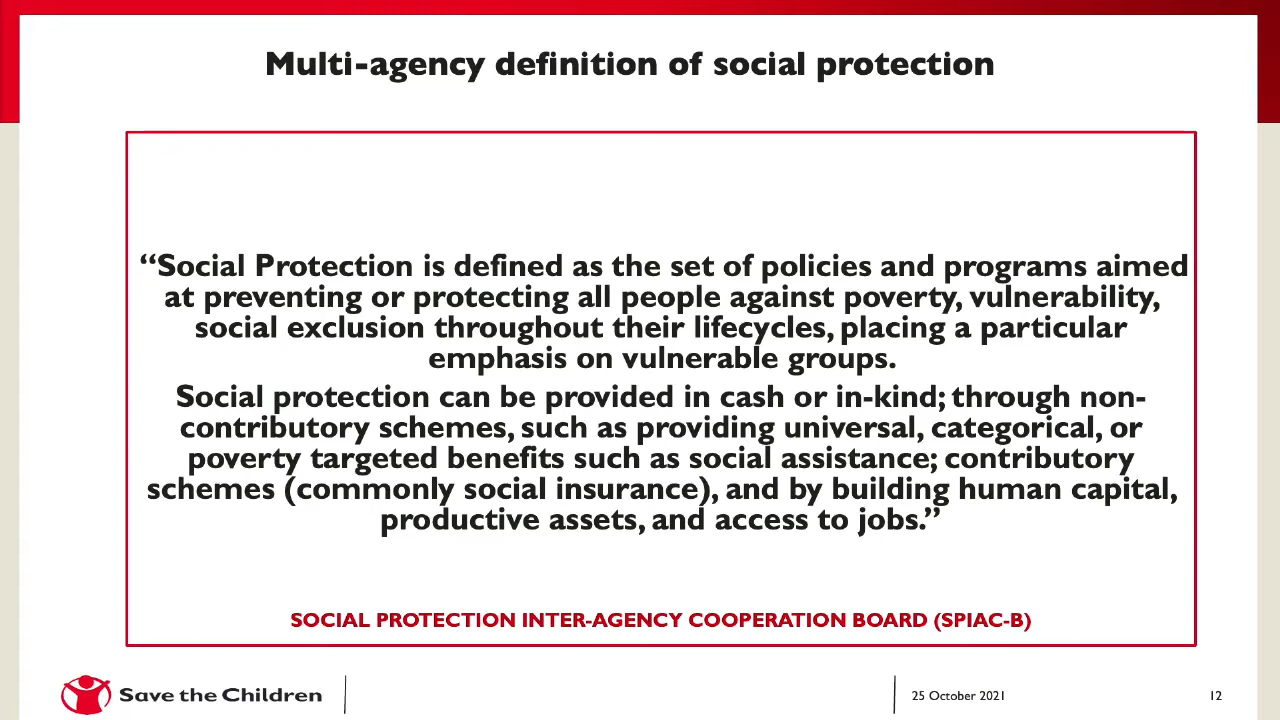 Multi-agency definition of social protection
“Social Protection is defined as the set of policies and programs aimed
at preventing or protecting all people against poverty, vulnerability,
social exclusion throughout their lifecycles, placing a particular
emphasis on vulnerable groups.
Social protection can be provided in cash or in-kind; through non-
contributory schemes, such as providing universal, categorical, or
poverty targeted benefits such as social assistance; contributory
schemes (commonly social insurance), and by building human capital,
productive assets, and access to jobs.”
SOCIAL PROTECTION INTER-AGENCY COOPERATION BOARD (SPIAC-B)
Save the Children
25 October 2021
12